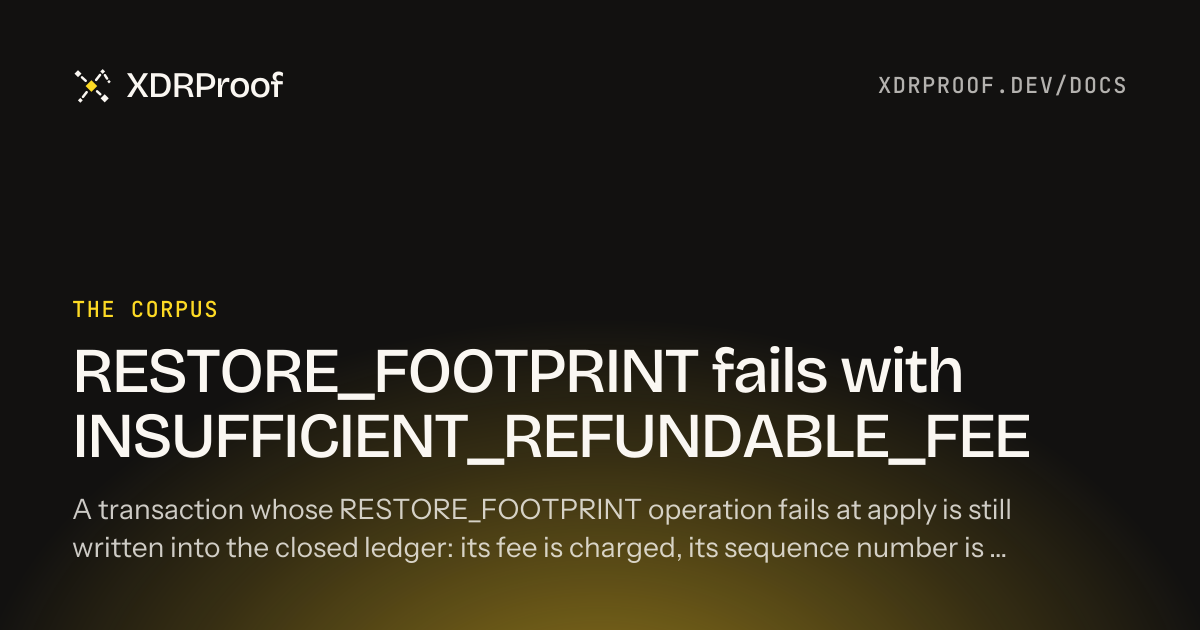 XDRProof
XDRPROOF.DEV/DOCS
THE CORPUS
RESTORE_FOOTPRINT fails with
INSUFFICIENT_REFUNDABLE_FEE
A transaction whose RESTORE_FOOTPRINT operation fails at apply is still
written into the closed ledger: its fee is charged, its sequence number is ...